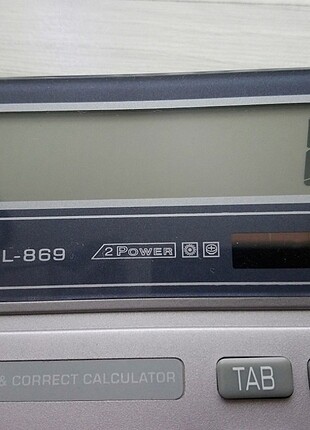 L-869 2 POWER
& CORRECT CALCULATOR TAB